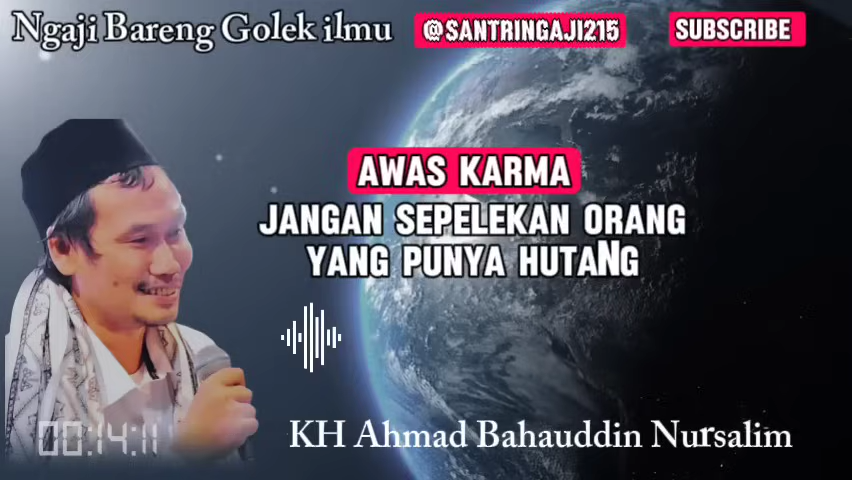 Ngaji Bareng Golek ilmu
@SANTRINGAJI215
SUBSCRIBE
AWAS KARMA
JANGAN SEPELEKAN ORANG
YANG PUNYA HUTANG
KH Ahmad Bahauddin Nursalim
00:14:11